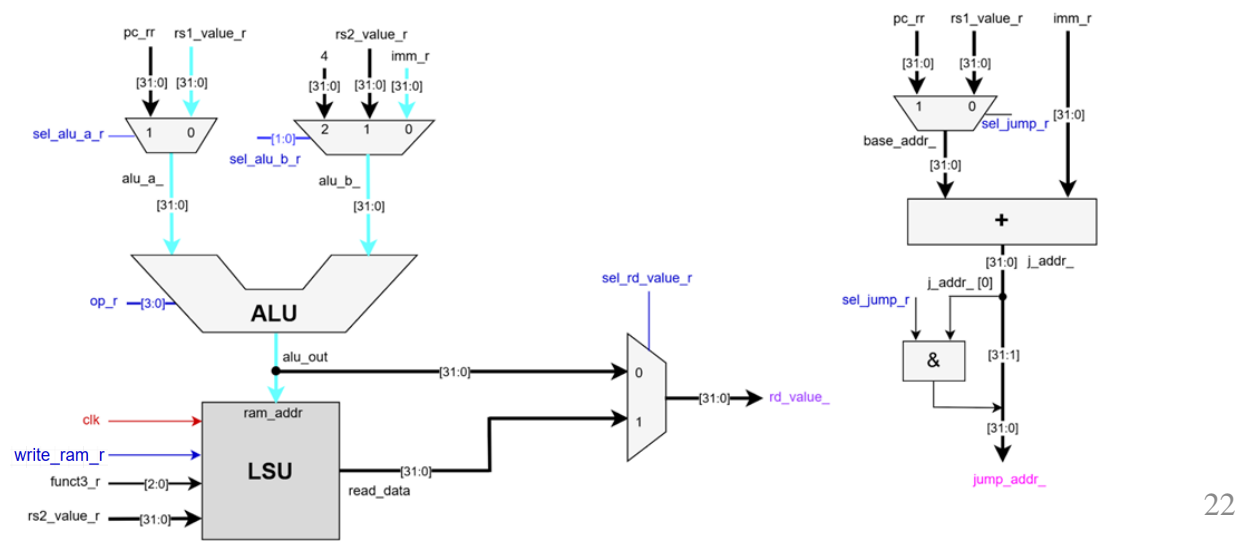 pc_rr rs1_value_r
rs2_value_r
4 imm_r
[31:0] [31:0]
[31:0] [31:0] [31:0]
sel_alu_a_r
1 0
2 1 0
[1:0]
sel_alu_b_r
alu_a_
alu_b_
[31:0]
[31:0]
op_r [3:0]
ALU
alu_out
[31:0]
sel_rd_value_r
0
1
[31:0] rd_value_
ram_addr
clk
write_ram_r
LSU
funct3_r [2:0]
rs2_value_r [31:0]
[31:0]
read_data
pc_rr rs1_value_r imm_r
[31:0] [31:0]
1 0
sel_jump_r
[31:0]
base_addr_
[31:0]
+
[31:0]
j_addr_
j_addr_ [0]
sel_jump_r
&
[31:1]
[31:0]
jump_addr_
22